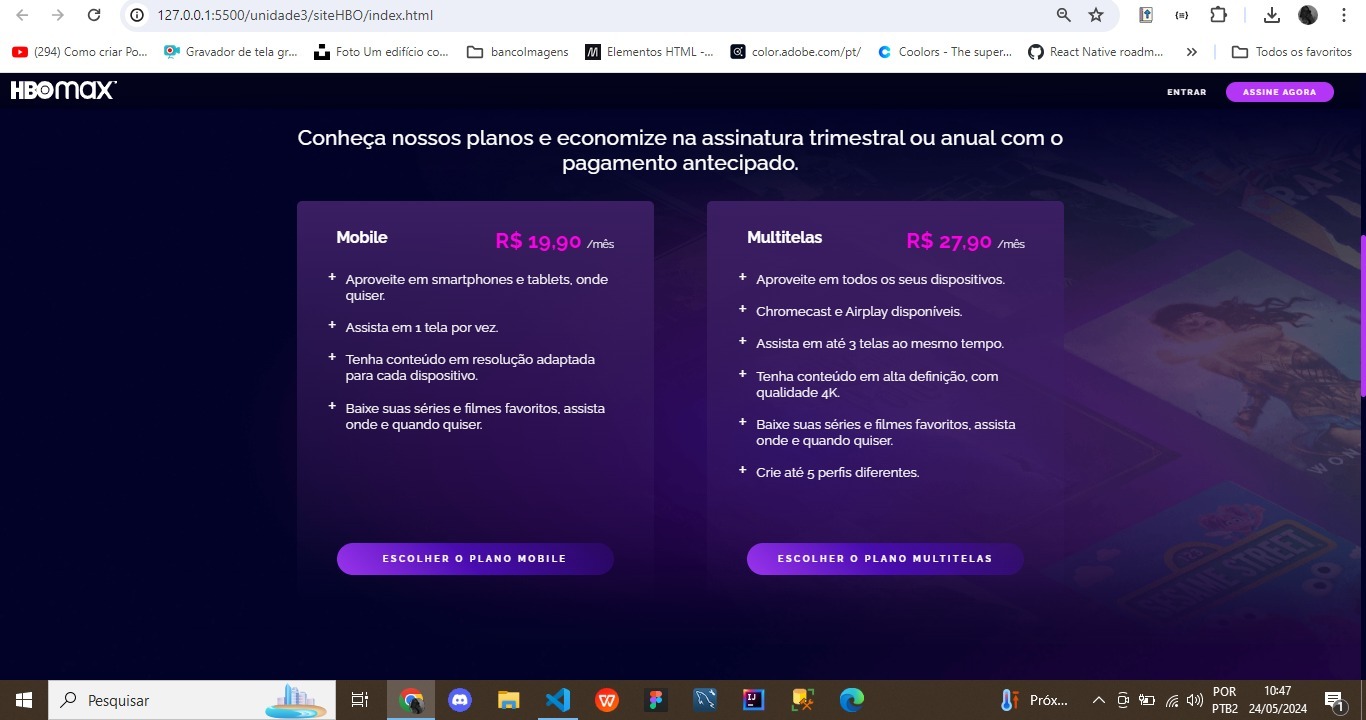 127.0.0.1:5500/unidade3/siteHBO/index.html
(294) Como criar Po...
Gravador de tela gr...
Foto Um edifício co...
bancoImagens
Elementos HTML -...
color.adobe.com/pt/
Coolors - The super...
React Native roadm...
Todos os favoritos
HBOmax
ENTRAR
ASSINE AGORA
Conheça nossos planos e economize na assinatura trimestral ou anual com o
pagamento antecipado.
Mobile
R$ 19,90 /mês
+ Aproveite em smartphones e tablets, onde
quiser.
+ Assista em 1 tela por vez.
+ Tenha conteúdo em resolução adaptada
para cada dispositivo.
+ Baixe suas séries e filmes favoritos, assista
onde e quando quiser.
ESCOLHER O PLANO MOBILE
Multitelas
R$ 27,90 /mês
+ Aproveite em todos os seus dispositivos.
+ Chromecast e Airplay disponíveis.
+ Assista em até 3 telas ao mesmo tempo.
+ Tenha conteúdo em alta definição, com
qualidade 4K.
+ Baixe suas séries e filmes favoritos, assista
onde e quando quiser.
+ Crie até 5 perfis diferentes.
ESCOLHER O PLANO MULTITELAS
SESAME STREET
Pesquisar
Próx...
POR
PTB2
10:47
24/05/2024
1